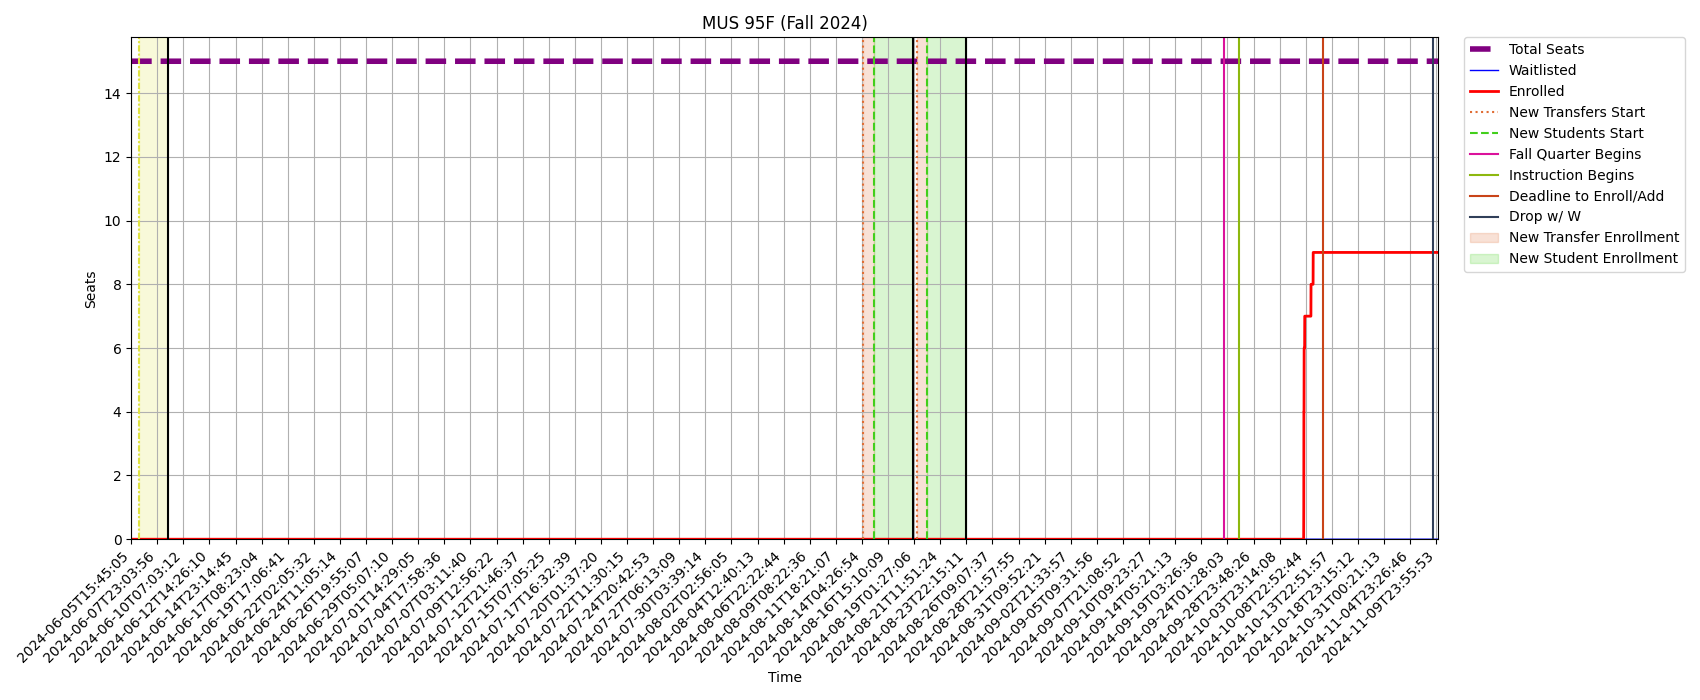 MUS 95F (Fall 2024)
Total Seats
Waitlisted
Enrolled
New Transfers Start
New Students Start
Fall Quarter Begins
Instruction Begins
Deadline to Enroll/Add
Drop w/ W
New Transfer Enrollment
New Student Enrollment
Seats
14
12
10
8
6
4
2
0
2024-06-05T15:45:05
2024-06-07T23:03:56
2024-06-10T07:03:12
2024-06-12T14:26:10
2024-06-14T23:14:45
2024-06-17T08:23:04
2024-06-19T17:06:41
2024-06-22T02:05:32
2024-06-24T11:05:14
2024-06-26T19:55:07
2024-06-29T05:07:10
2024-07-01T14:29:05
2024-07-04T17:58:36
2024-07-07T03:11:40
2024-07-09T12:56:22
2024-07-12T21:46:37
2024-07-15T07:05:25
2024-07-17T16:32:39
2024-07-20T01:37:20
2024-07-22T11:30:15
2024-07-24T20:42:53
2024-07-27T06:13:09
2024-07-30T03:39:14
2024-08-02T02:56:05
2024-08-04T12:40:13
2024-08-06T22:22:44
2024-08-09T08:22:36
2024-08-11T18:21:07
2024-08-14T04:26:54
2024-08-16T15:10:09
2024-08-19T01:27:06
2024-08-21T11:51:24
2024-08-23T22:15:11
2024-08-26T09:07:37
2024-08-28T21:57:55
2024-08-31T09:52:21
2024-09-02T21:33:57
2024-09-05T09:31:56
2024-09-07T21:08:52
2024-09-10T09:23:27
2024-09-14T05:21:13
2024-09-19T03:26:36
2024-09-24T01:28:03
2024-09-28T23:48:26
2024-10-03T23:14:08
2024-10-08T22:52:44
2024-10-13T22:51:57
2024-10-18T23:15:12
2024-10-31T00:21:13
2024-11-04T23:26:46
2024-11-09T23:55:53
Time